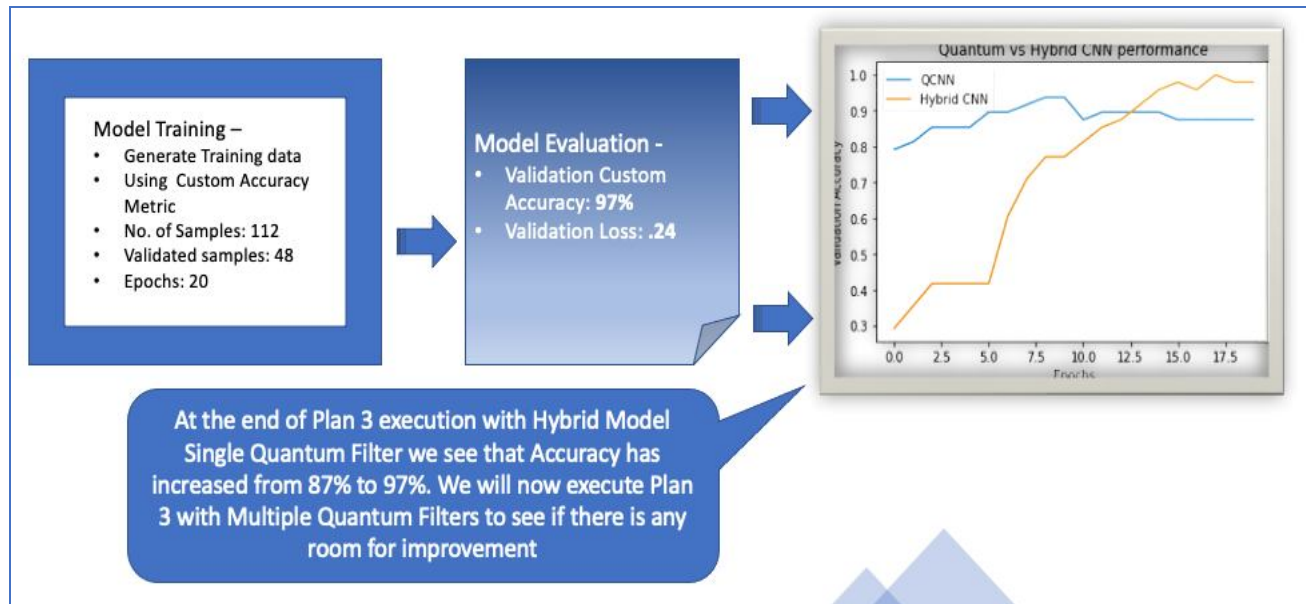 Model Training –
• Generate Training data
• Using Custom Accuracy
Metric
• No. of Samples: 112
• Validated samples: 48
• Epochs: 20
Model Evaluation -
• Validation Custom
Accuracy: 97%
• Validation Loss: .24
Quantum vs Hybrid CNN performance
QCNN
Hybrid CNN
Validation Accuracy
1.0
0.9
0.8
0.7
0.6
0.5
0.4
0.3
0.0 2.5 5.0 7.5 10.0 12.5 15.0 17.5
Epochs
At the end of Plan 3 execution with Hybrid Model
Single Quantum Filter we see that Accuracy has
increased from 87% to 97%. We will now execute Plan
3 with Multiple Quantum Filters to see if there is any
room for improvement